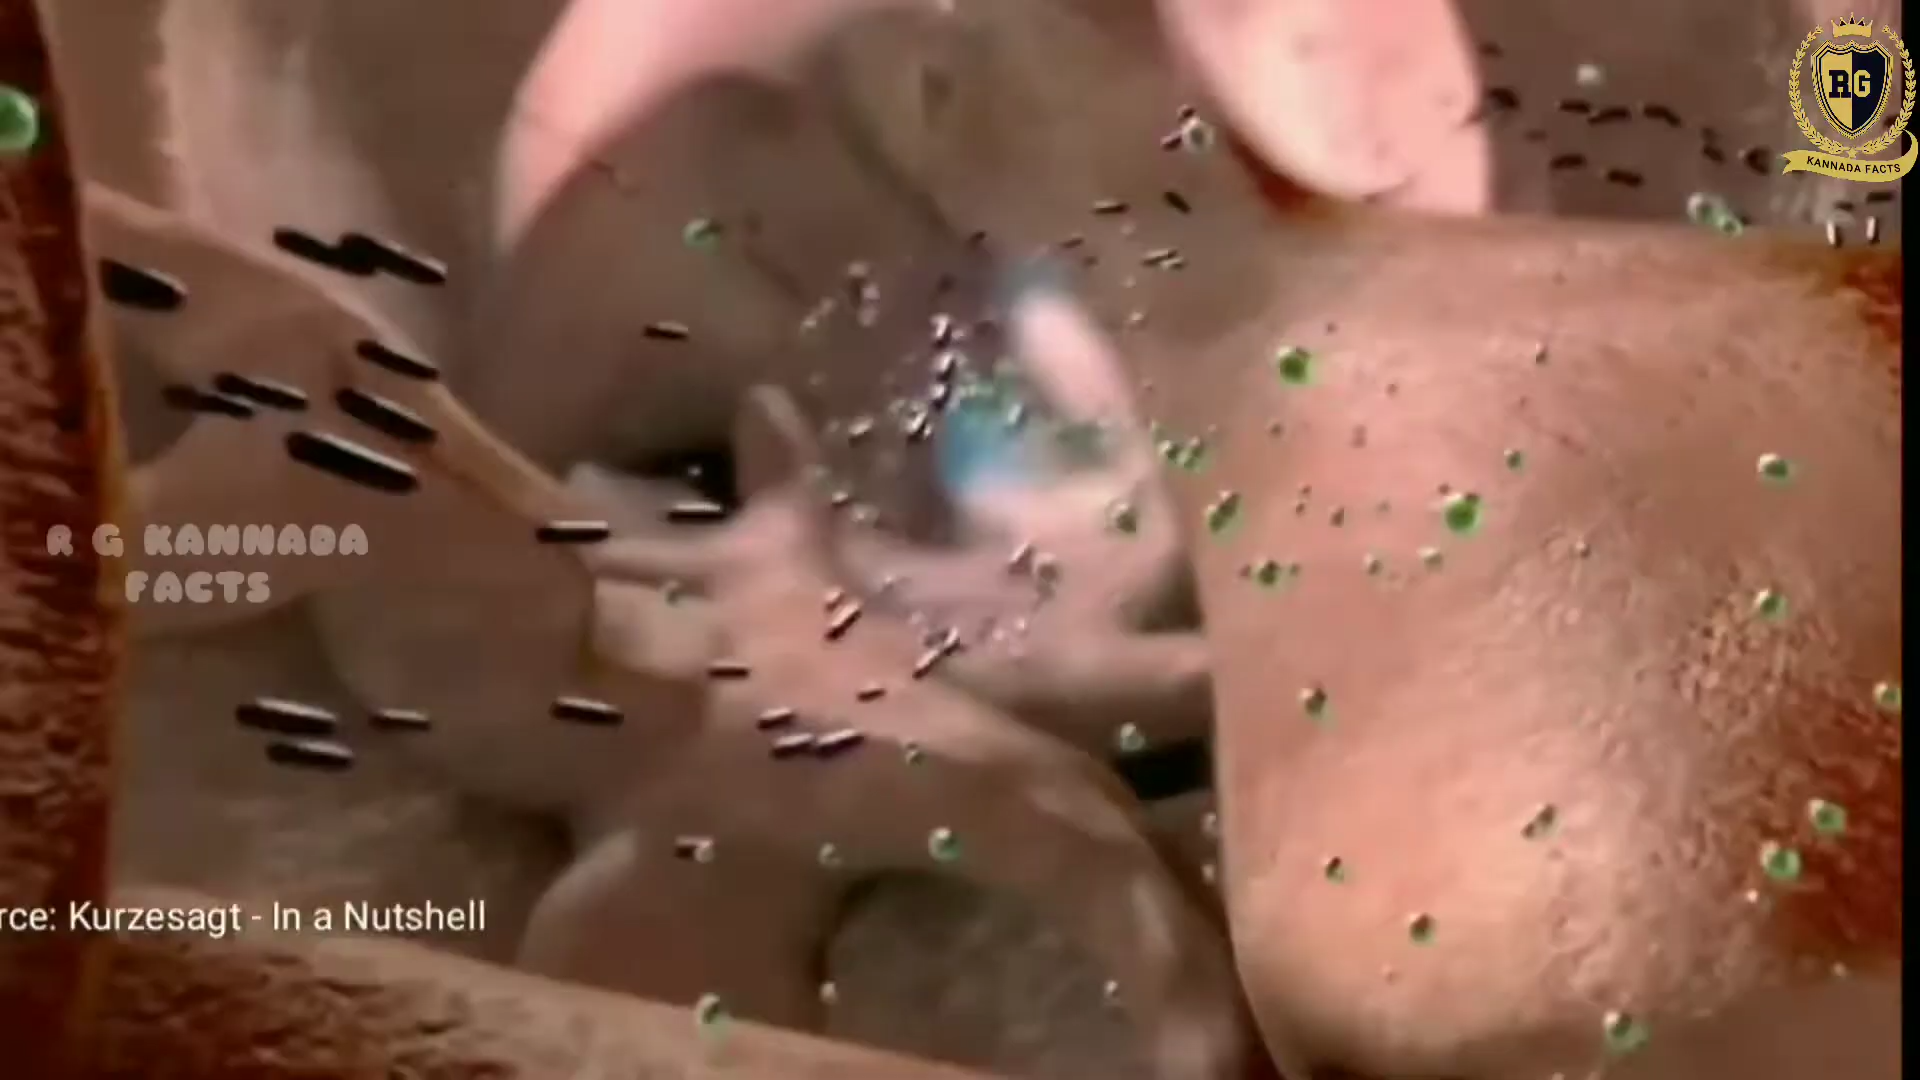 RG
KANNADA FACTS
R G KANNADA
FACTS
rce: Kurzesagt - In a Nutshell